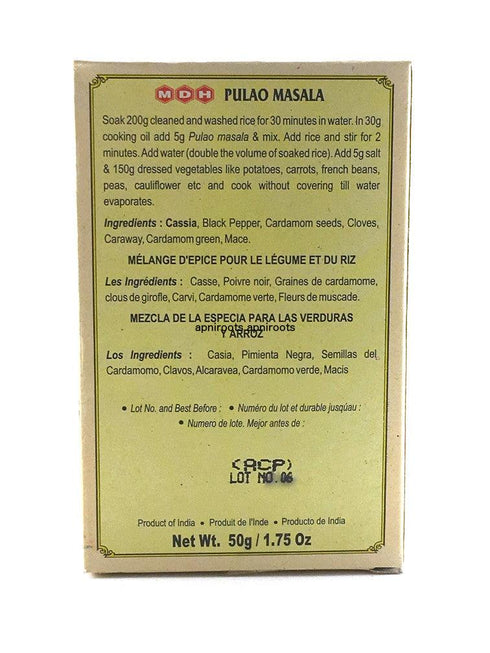 MDH PULAO MASALA
Soak 200g cleaned and washed rice for 30 minutes in water. In 30g
cooking oil add 5g Pulao masala & mix. Add rice and stir for 2
minutes. Add water (double the volume of soaked rice). Add 5g salt
& 150g dressed vegetables like potatoes, carrots, french beans,
peas, cauliflower etc and cook without covering till water
evaporates.
Ingredients : Cassia, Black Pepper, Cardamom seeds, Cloves,
Caraway, Cardamom green, Mace.
MÉLANGE D'EPICE POUR LE LÉGUME ET DU RIZ
Les Ingrédients : Casse, Poivre noir, Graines de cardamome,
clous de girofle, Carvi, Cardamome verte, Fleurs de muscade.
MEZCLA DE LA ESPECIA PARA LAS VERDURAS
apniroots apniroots
Y ARROZ
Los Ingredients : Casia, Pimienta Negra, Semillas del
Cardamomo, Clavos, Alcaravea, Cardamomo verde, Macis
• Lot No. and Best Before : • Numéro du lot et durable jusqúau :
• Numero de lote. Mejor antes de :
(ACP)
LOT NO. 06
Product of India • Produit de l'Inde • Producto de India
Net Wt. 50g / 1.75 Oz